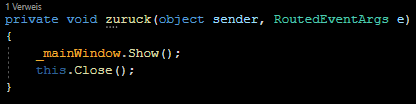 1 Verweis
private void zuruck(object sender, RoutedEventArgs e)
{
_mainWindow.Show();
this.Close();
}